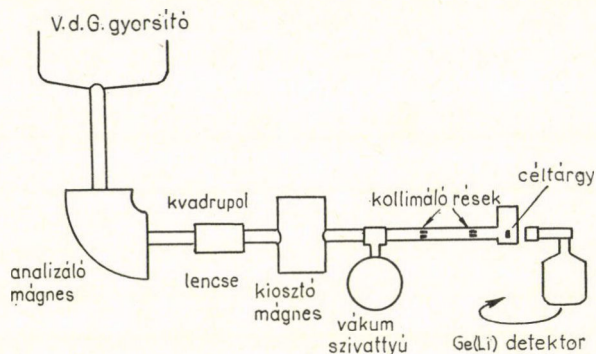 V.d.G. gyorsító
analizáló
mágnes
kvadrupol
lencse
kiosztó
mágnes
vákum
szivattyú
kollimáló rések
céltárgy
Ge(Li) detektor